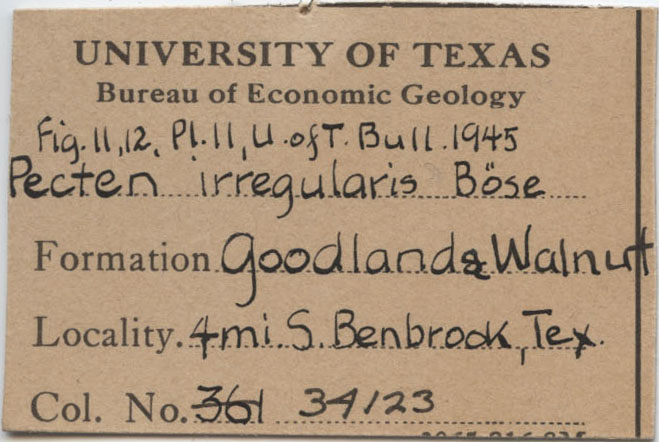 UNIVERSITY OF TEXAS
Bureau of Economic Geology
Fig. 11, 12, Pl. 11, U. of T. Bull. 1945
Pecten irregularis Böse
Formation Goodland & Walnut
Locality. 4 mi. S. Benbrook, Tex.
Col. No. 361 34123